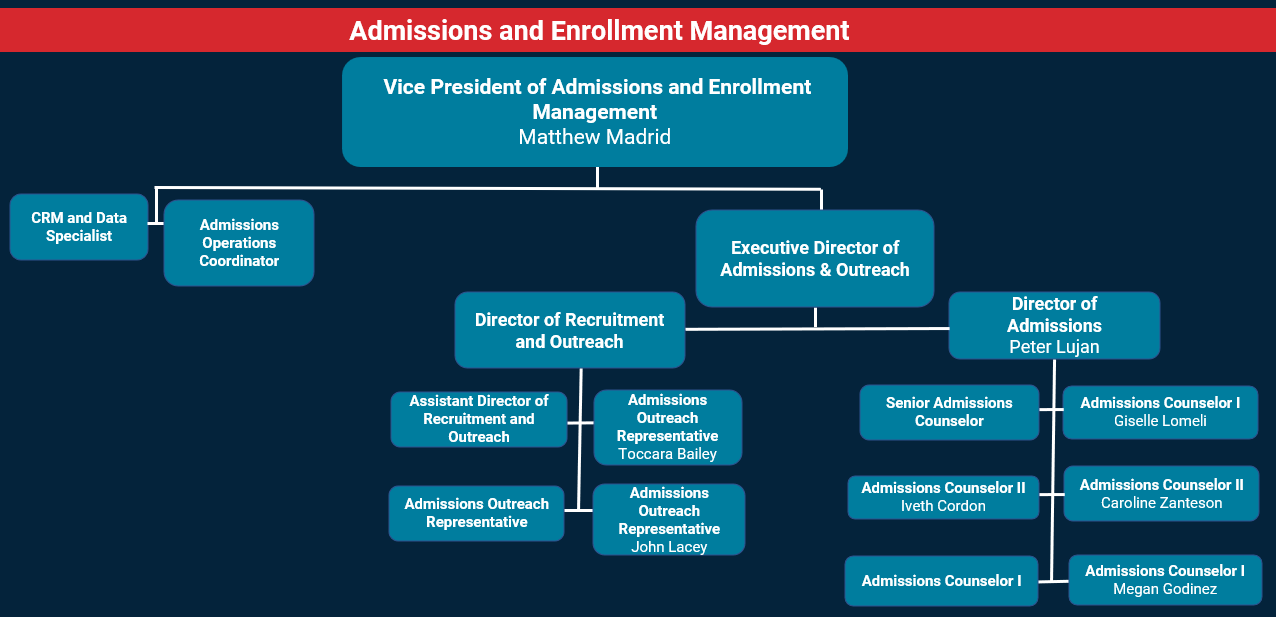 Admissions and Enrollment Management
Vice President of Admissions and Enrollment
Management
Matthew Madrid
CRM and Data
Specialist
Admissions
Operations
Coordinator
Executive Director of
Admissions & Outreach
Director of Recruitment
and Outreach
Director of
Admissions
Peter Lujan
Assistant Director of
Recruitment and
Outreach
Admissions
Outreach
Representative
Toccara Bailey
Senior Admissions
Counselor
Admissions Counselor I
Giselle Lomeli
Admissions Outreach
Representative
Admissions
Outreach
Representative
John Lacey
Admissions Counselor II
Iveth Cordon
Admissions Counselor II
Caroline Zanteson
Admissions Counselor I
Admissions Counselor I
Megan Godinez